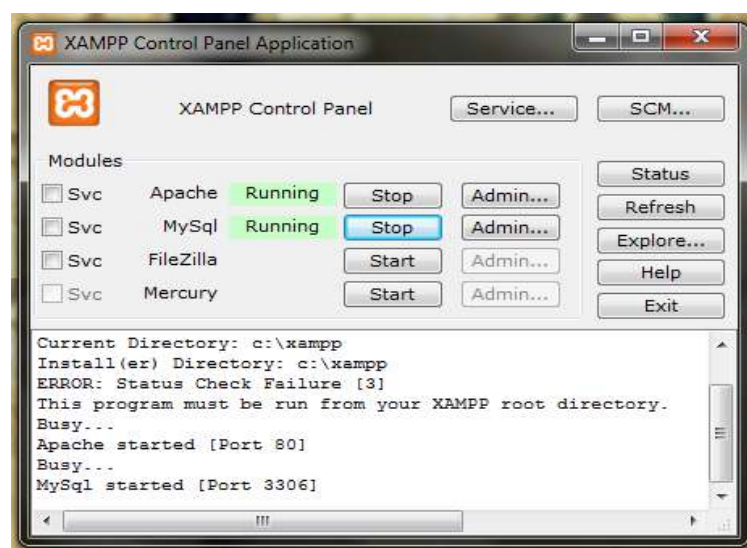 XAMPP Control Panel Application
XAMPP Control Panel Service... SCM...
Modules
Svc Apache Running Stop Admin...
Svc MySql Running Stop Admin...
Svc FileZilla Start Admin...
Svc Mercury Start Admin...
Status
Refresh
Explore...
Help
Exit
Current Directory: c:\xampp
Install(er) Directory: c:\xampp
ERROR: Status Check Failure [3]
This program must be run from your XAMPP root directory.
Busy...
Apache started [Port 80]
Busy...
MySql started [Port 3306]